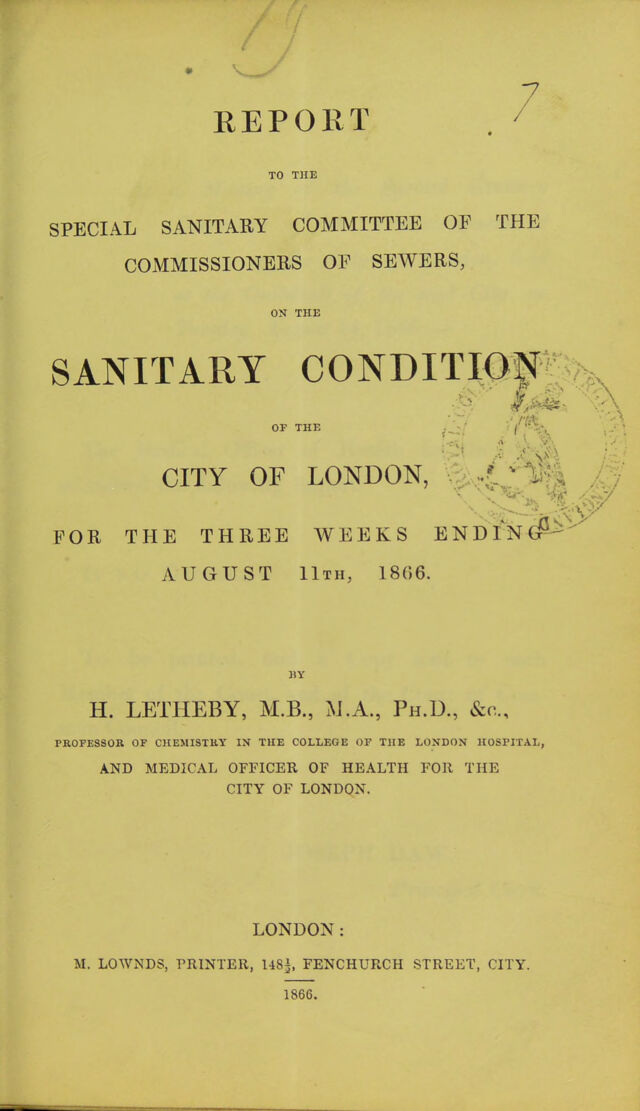 7
REPORT
TO THE
SPECIAL SANITARY COMMITTEE OF THE
COMMISSIONERS OF SEWERS,
ON THE
SANITARY CONDITION
OF THE
CITY OF LONDON,
FOR THE THREE WEEKS ENDING
AUGUST 11TH, 1866.
BY
H. LETHEBY, M.B., M.A., PH.D., &c.,
PROFESSOR OF CHEMISTRY IN THE COLLEGE OF THE LONDON HOSPITAL,
AND MEDICAL OFFICER OF HEALTH FOR THE
CITY OF LONDON.
LONDON:
M. LOWNDS, PRINTER, 148½, FENCHURCH STREET, CITY.
1866.